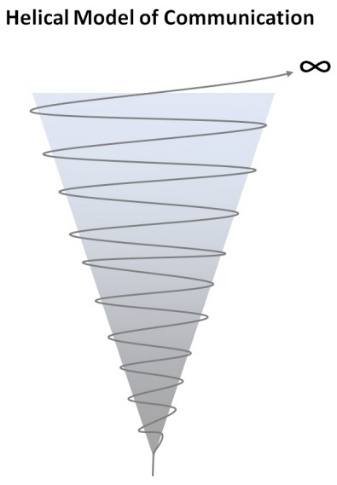 Helical Model of Communication
∞